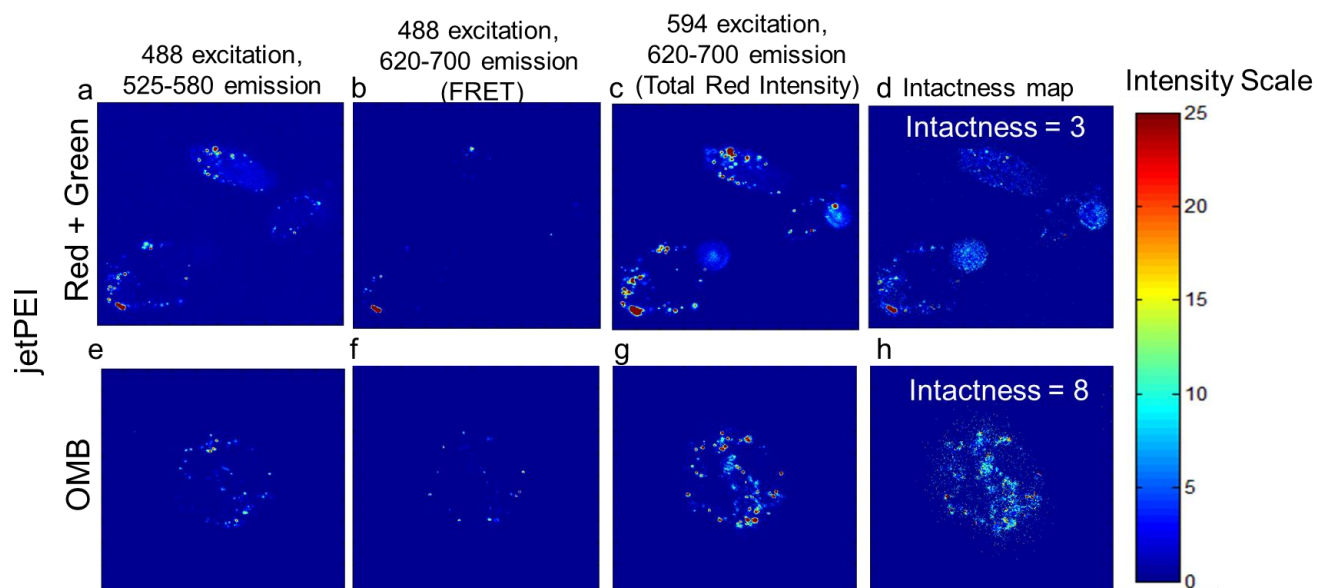 488 excitation,
525-580 emission
488 excitation,
620-700 emission
(FRET)
594 excitation,
620-700 emission
(Total Red Intensity)
Intensity Scale
a
b
c
d Intactness map
jetPEI
Red + Green
Intactness = 3
e
f
g
h
OMB
Intactness = 8
25
20
15
10
5
0